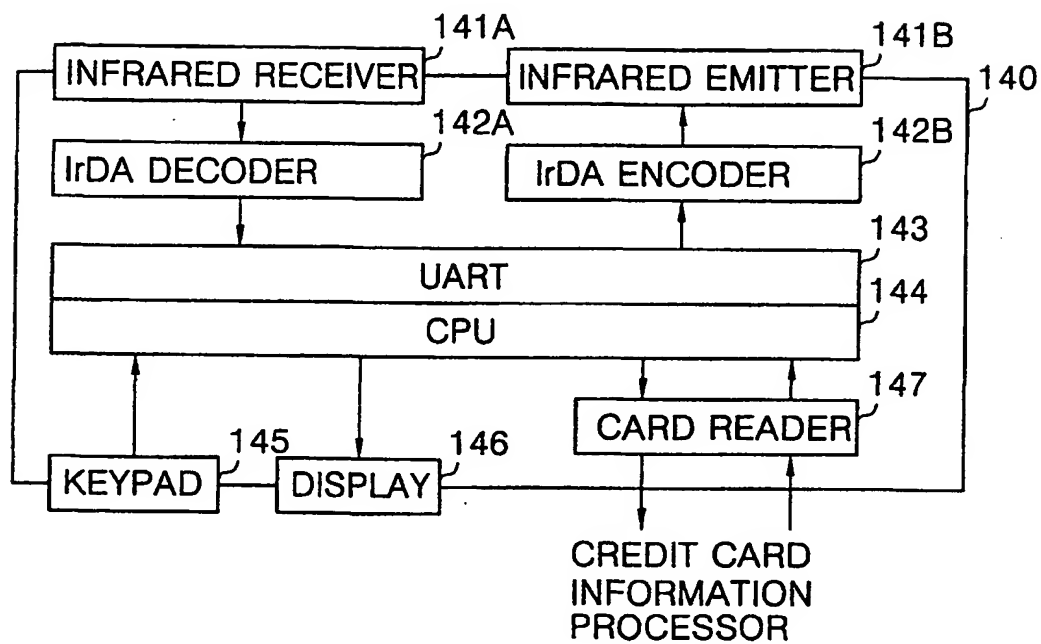 141A
141B
INFRARED RECEIVER
INFRARED EMITTER
140
142A
142B
IrDA DECODER
IrDA ENCODER
143
UART
144
CPU
147
CARD READER
145
146
KEYPAD
DISPLAY
CREDIT CARD
INFORMATION
PROCESSOR